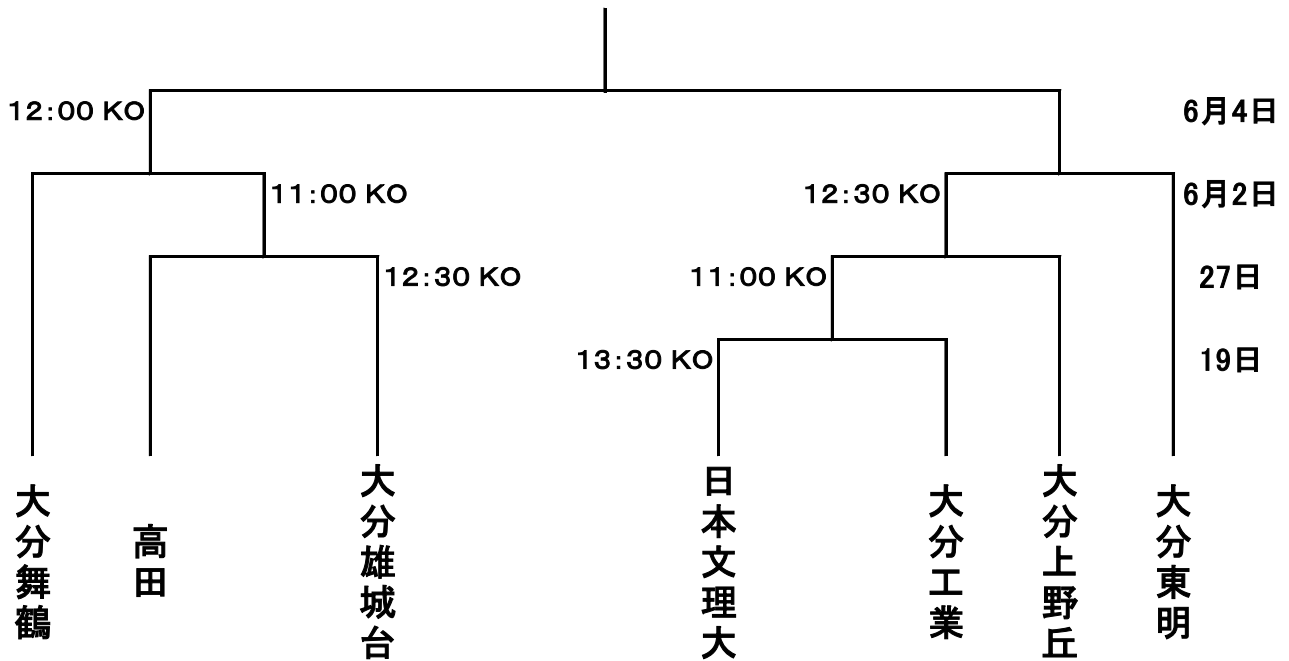 12:00 KO
6月4日
11:00 KO
12:30 KO
6月2日
12:30 KO
11:00 KO
27日
13:30 KO
19日
大分舞鶴
高田
大分雄城台
日本文理大
大分工業
大分上野丘
大分東明